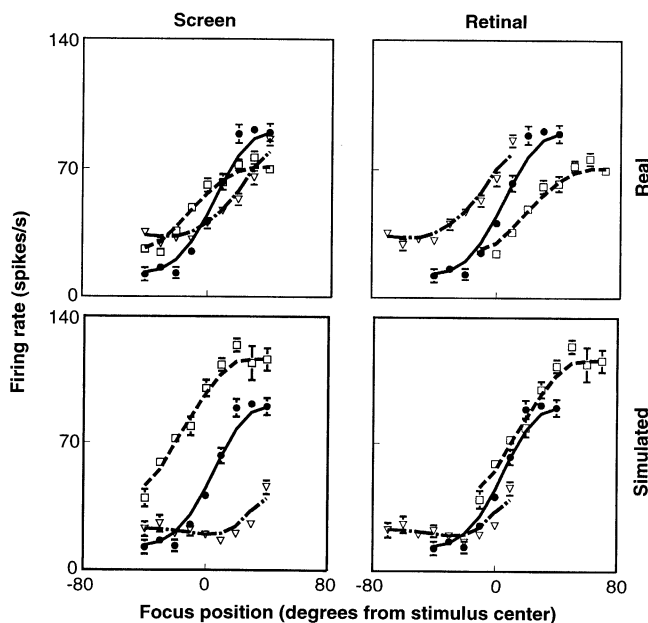 Screen Retinal
140
70
0
Real
140
70
0
Simulated
-80 0 80 -80 0 80
Firing rate (spikes/s)
Focus position (degrees from stimulus center)